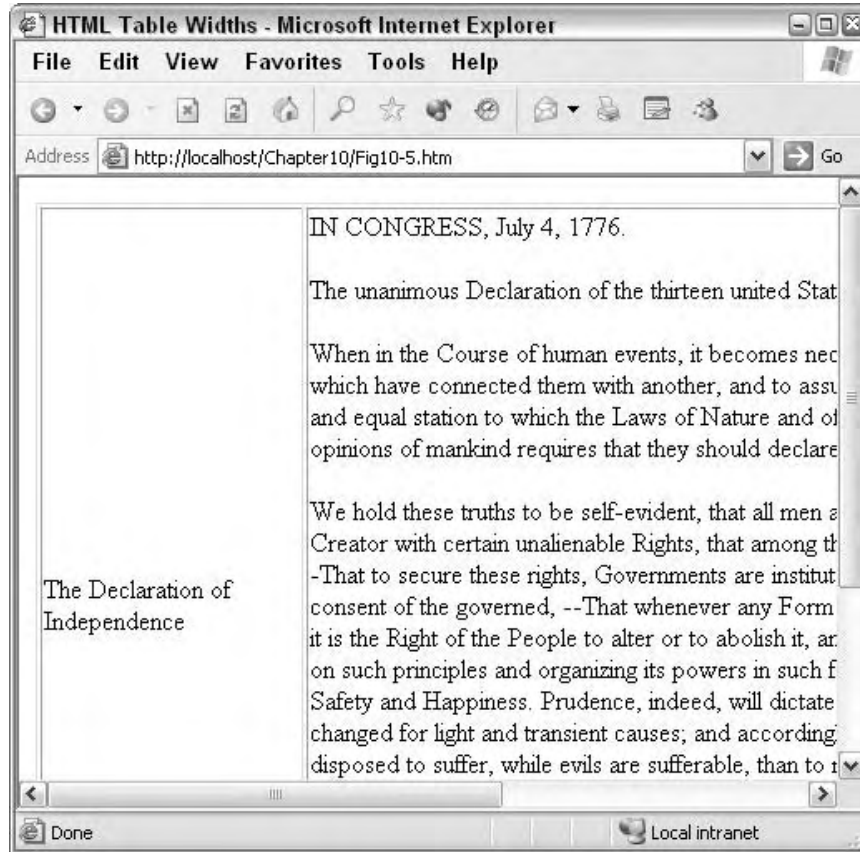 HTML Table Widths - Microsoft Internet Explorer
File Edit View Favorites Tools Help
Address http://localhost/Chapter10/Fig10-5.htm Go
IN CONGRESS, July 4, 1776.
The unanimous Declaration of the thirteen united Stat
When in the Course of human events, it becomes nec
which have connected them with another, and to assu
and equal station to which the Laws of Nature and of
opinions of mankind requires that they should declare
We hold these truths to be self-evident, that all men a
Creator with certain unalienable Rights, that among th
-That to secure these rights, Governments are institut
The Declaration of
Independence
consent of the governed, --That whenever any Form
it is the Right of the People to alter or to abolish it, an
on such principles and organizing its powers in such f
Safety and Happiness. Prudence, indeed, will dictate
changed for light and transient causes; and according
disposed to suffer, while evils are sufferable, than to
Done
Local intranet